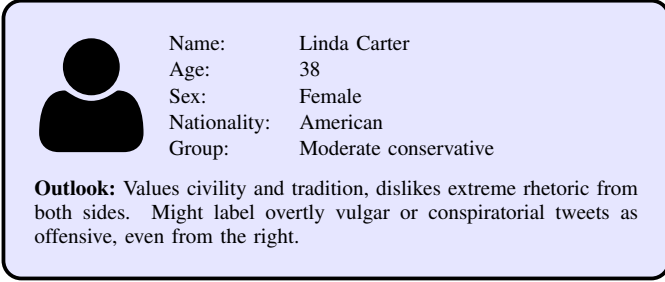 Name: Linda Carter
Age: 38
Sex: Female
Nationality: American
Group: Moderate conservative
Outlook: Values civility and tradition, dislikes extreme rhetoric from
both sides. Might label overtly vulgar or conspiratorial tweets as
offensive, even from the right.